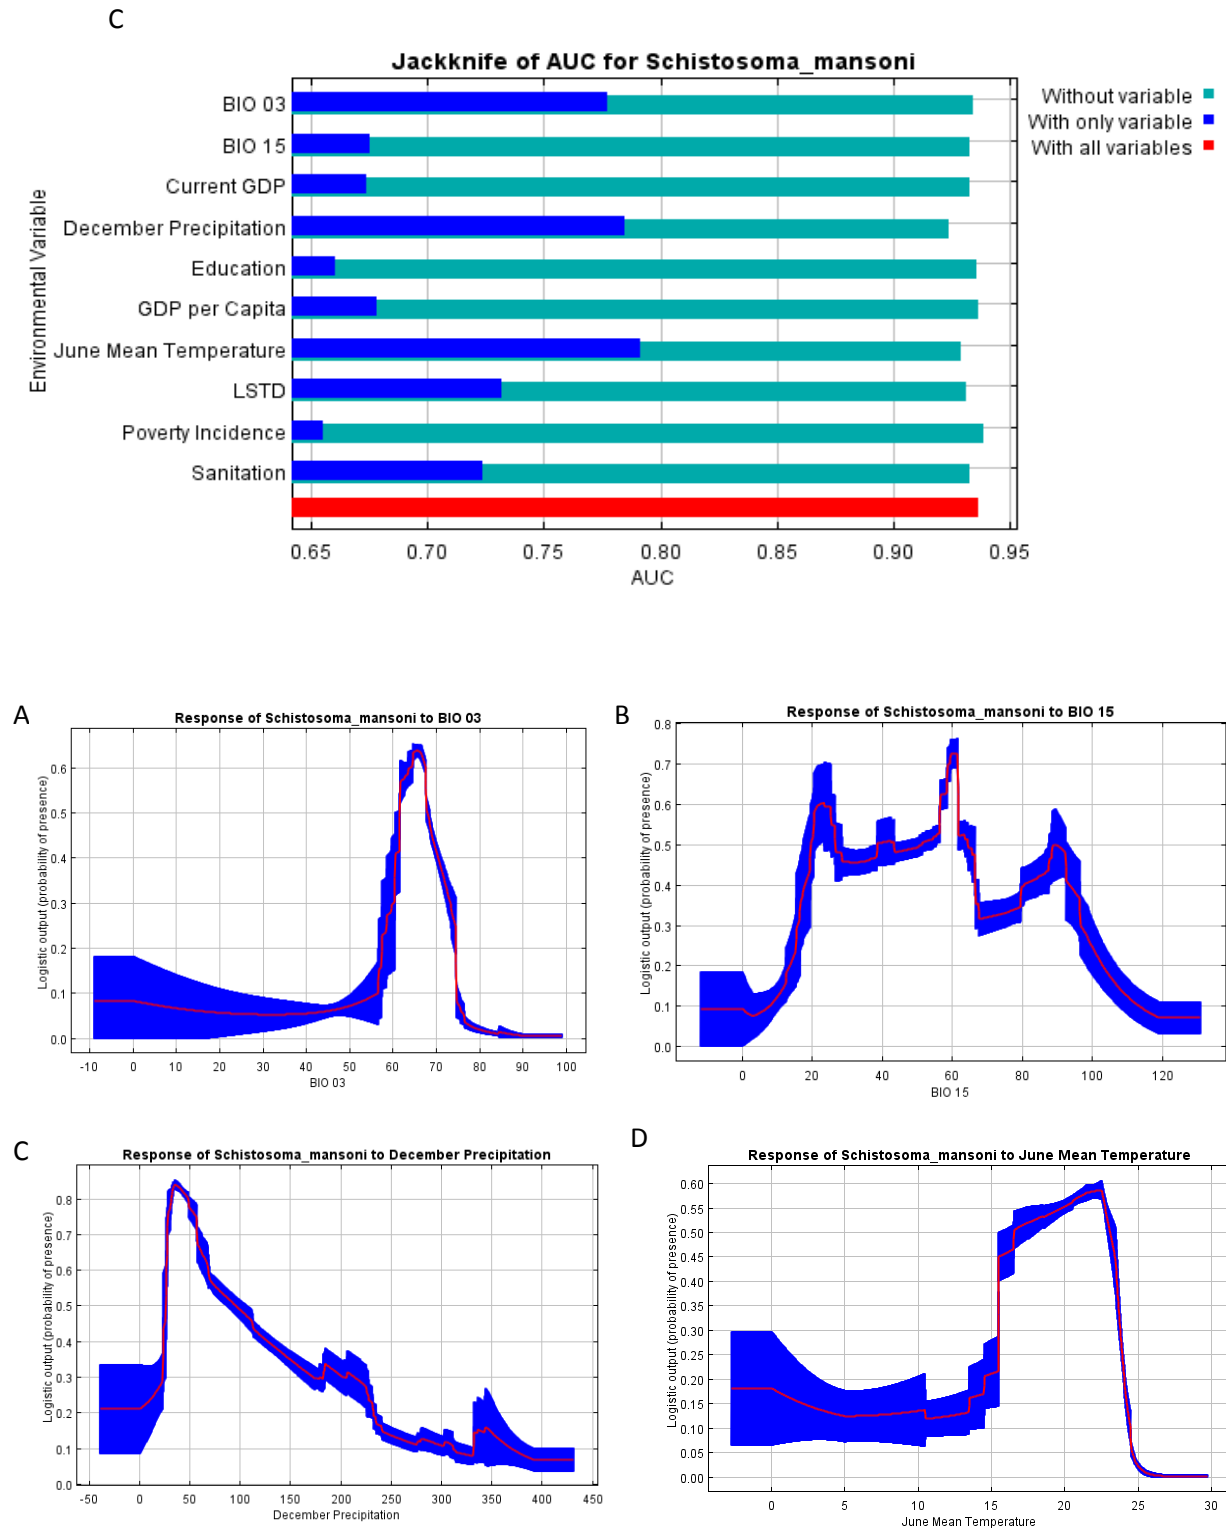 C
Jackknife of AUC for Schistosoma_mansoni
Environmental Variable
BIO 03
BIO 15
Current GDP
December Precipitation
Education
GDP per Capita
June Mean Temperature
LSTD
Poverty Incidence
Sanitation
Without variable
With only variable
With all variables
0.65 0.70 0.75 0.80 0.85 0.90 0.95
AUC
A
Response of Schistosoma_mansoni to BIO 03
Logistic output (probability of presence)
0.6
0.5
0.4
0.3
0.2
0.1
0.0
-10 0 10 20 30 40 50 60 70 80 90 100
BIO 03
B
Response of Schistosoma_mansoni to BIO 15
Logistic output (probability of presence)
0.8
0.7
0.6
0.5
0.4
0.3
0.2
0.1
0.0
0 20 40 60 80 100 120
BIO 15
C
Response of Schistosoma_mansoni to December Precipitation
Logistic output (probability of presence)
0.8
0.7
0.6
0.5
0.4
0.3
0.2
0.1
0.0
-50 0 50 100 150 200 250 300 350 400 450
December Precipitation
D
Response of Schistosoma_mansoni to June Mean Temperature
Logistic output (probability of presence)
0.60
0.55
0.50
0.45
0.40
0.35
0.30
0.25
0.20
0.15
0.10
0.05
0.00
0 5 10 15 20 25 30
June Mean Temperature